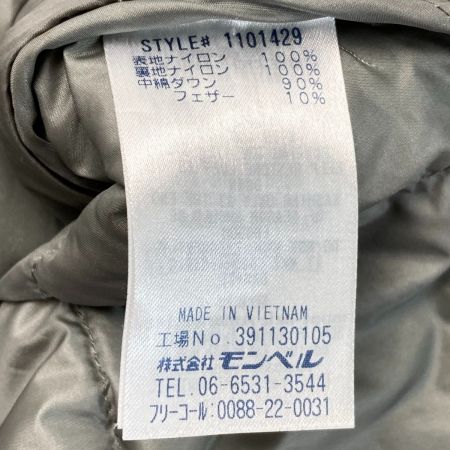 STYLE# 1101429
表地ナイロン 100%
裏地ナイロン 100%
中綿ダウン 90%
フェザー 10%
MADE IN VIETNAM
工場No.391130105
株式会社 モンベル
TEL.06-6531-3544
フリーコール:0088-22-0031